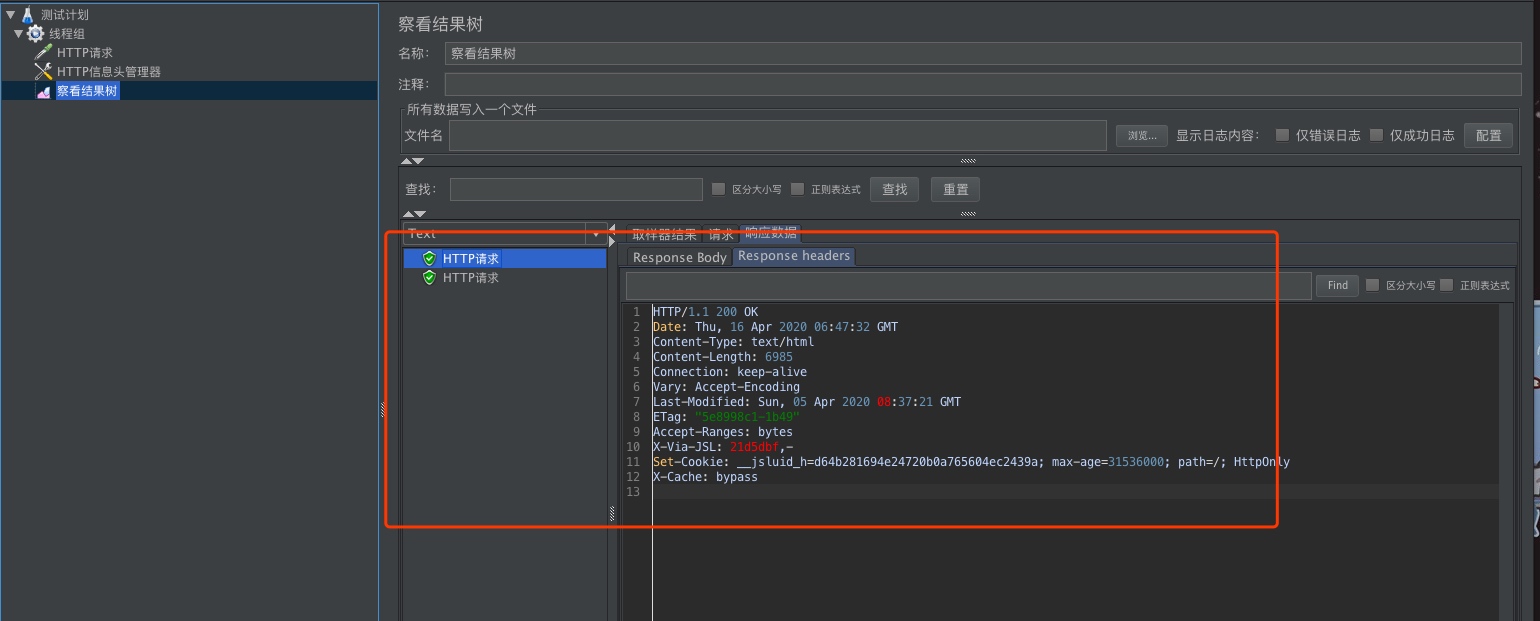 测试计划
线程组
HTTP请求
HTTP信息头管理器
察看结果树
察看结果树
名称： 察看结果树
注释：
所有数据写入一个文件
文件名 浏览... 显示日志内容： 仅错误日志 仅成功日志 配置
查找： 区分大小写 正则表达式 查找 重置
Text 取样器结果 请求 响应数据
HTTP请求
HTTP请求
Response Body Response headers
Find 区分大小写 正则表达式
1 HTTP/1.1 200 OK
2 Date: Thu, 16 Apr 2020 06:47:32 GMT
3 Content-Type: text/html
4 Content-Length: 6985
5 Connection: keep-alive
6 Vary: Accept-Encoding
7 Last-Modified: Sun, 05 Apr 2020 08:37:21 GMT
8 ETag: "5e8998c1-1b49"
9 Accept-Ranges: bytes
10 X-Via-JSL: 21d5dbf,-
11 Set-Cookie: __jsluid_h=d64b281694e24720b0a765604ec2439a; max-age=31536000; path=/; HttpOnly
12 X-Cache: bypass
13